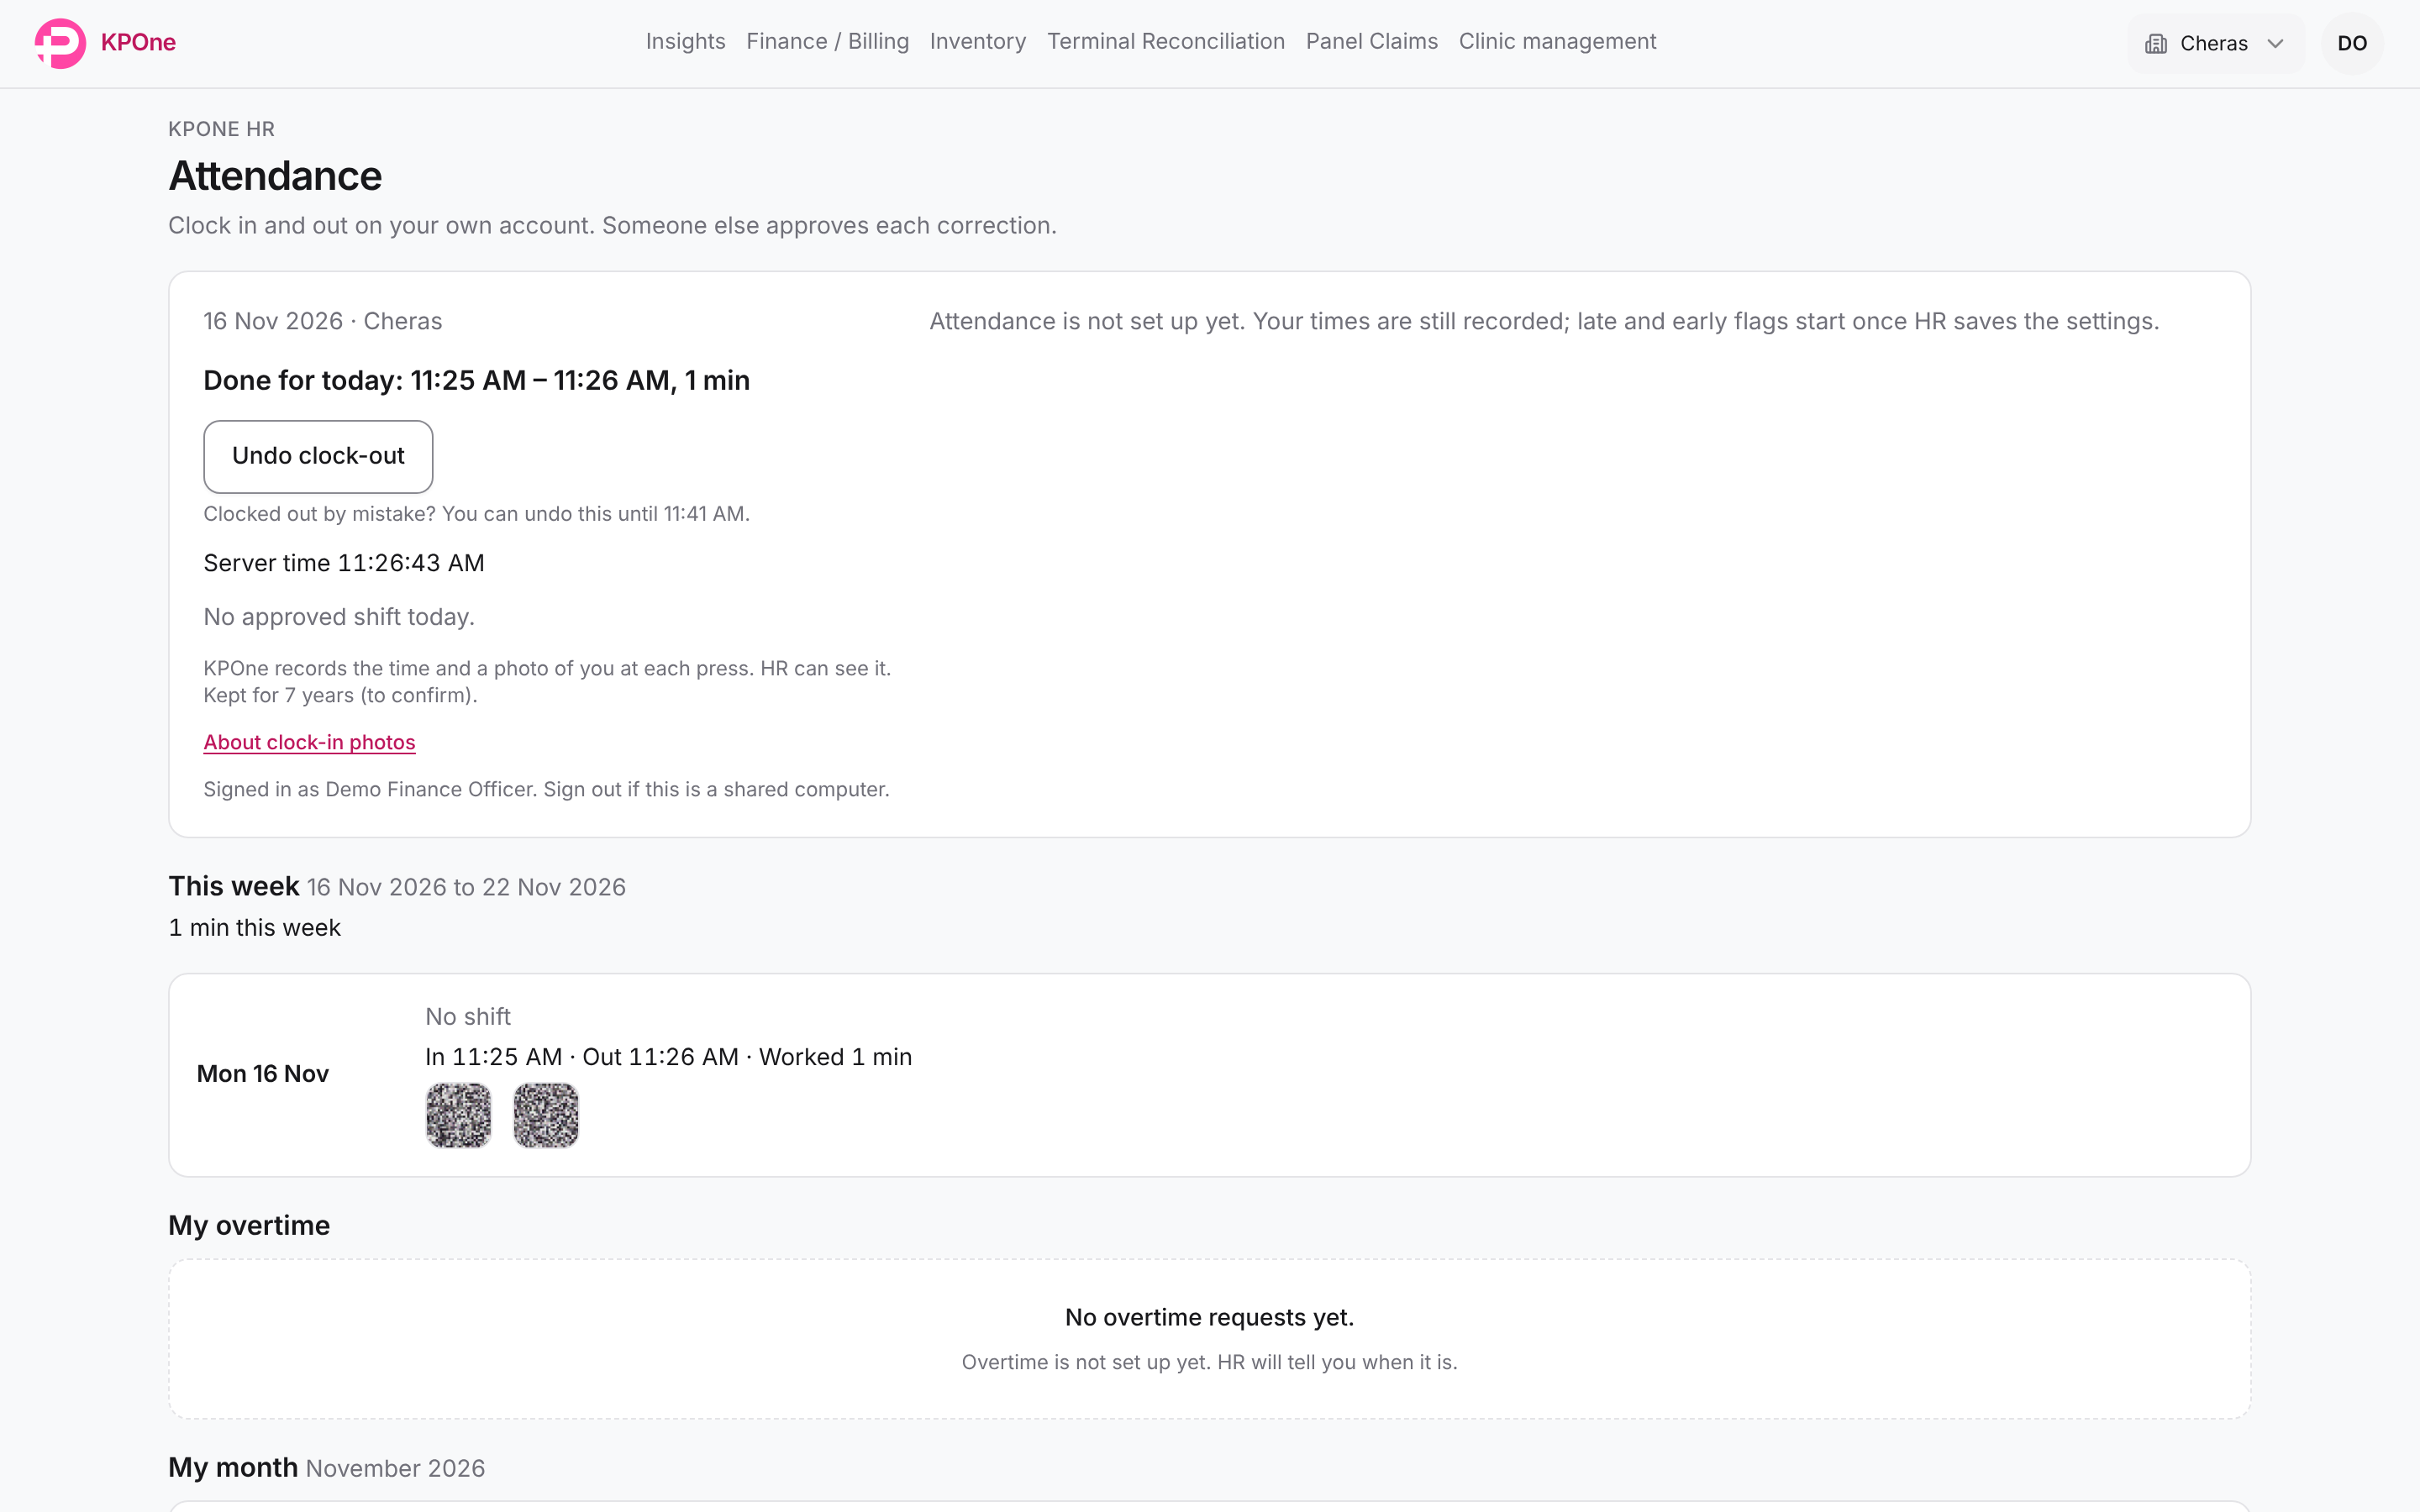 KPOne
Insights
Finance / Billing
Inventory
Terminal Reconciliation
Panel Claims
Clinic management
Cheras
DO
KPONE HR
Attendance
Clock in and out on your own account. Someone else approves each correction.
16 Nov 2026 · Cheras
Attendance is not set up yet. Your times are still recorded; late and early flags start once HR saves the settings.
Done for today: 11:25 AM – 11:26 AM, 1 min
Undo clock-out
Clocked out by mistake? You can undo this until 11:41 AM.
Server time 11:26:43 AM
No approved shift today.
KPOne records the time and a photo of you at each press. HR can see it.
Kept for 7 years (to confirm).
About clock-in photos
Signed in as Demo Finance Officer. Sign out if this is a shared computer.
This week 16 Nov 2026 to 22 Nov 2026
1 min this week
Mon 16 Nov
No shift
In 11:25 AM · Out 11:26 AM · Worked 1 min
My overtime
No overtime requests yet.
Overtime is not set up yet. HR will tell you when it is.
My month November 2026